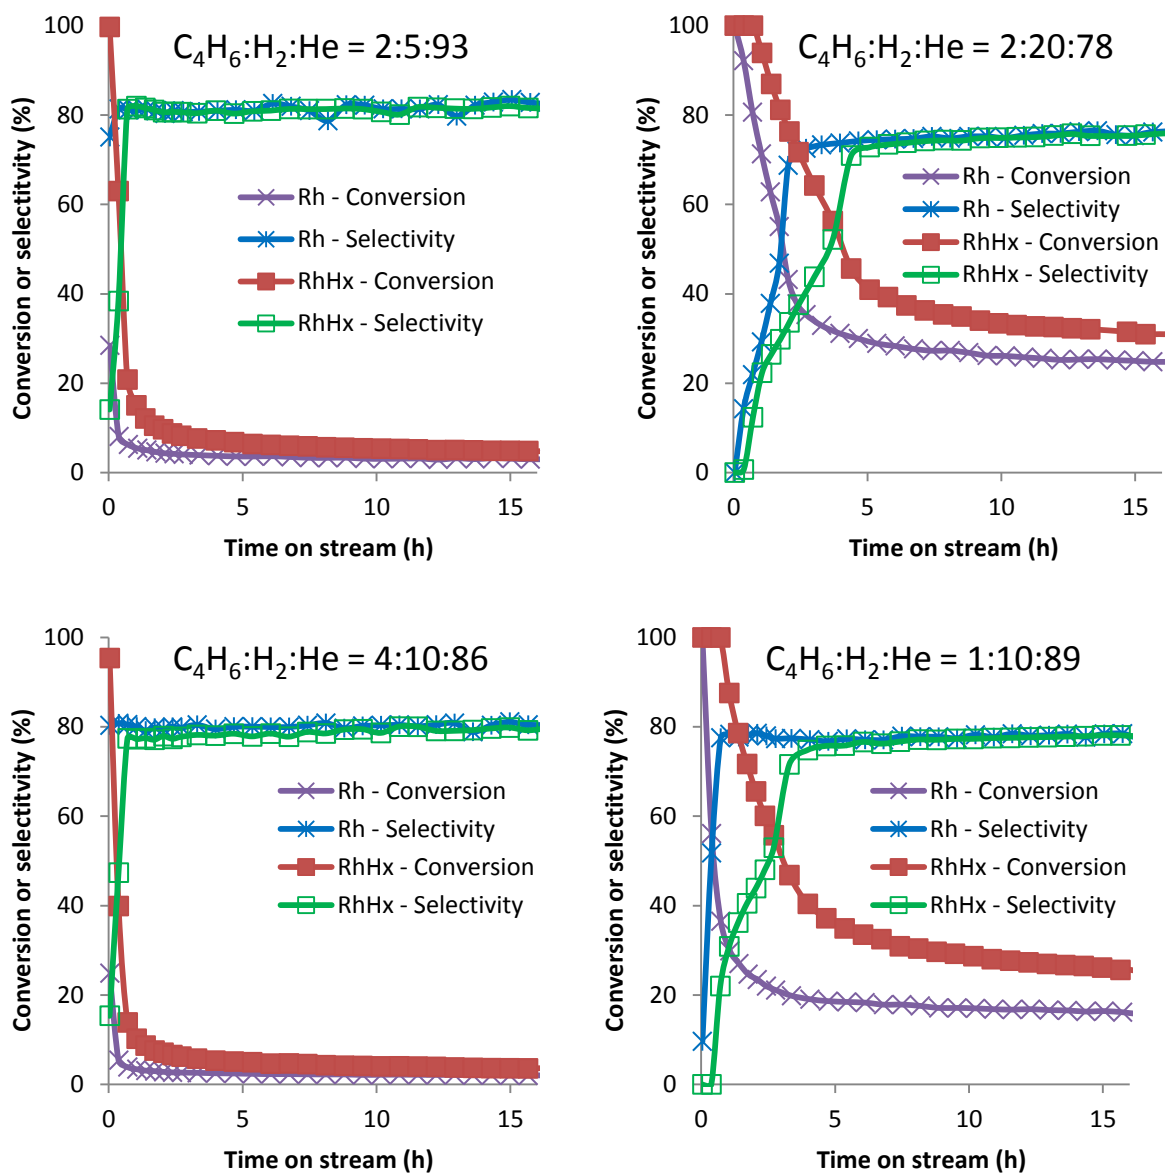 C₄H₆:H₂:He = 2:5:93
Conversion or selectitvity (%)
100
80
60
40
20
0
Rh - Conversion
Rh - Selectivity
RhHx - Conversion
RhHx - Selectivity
0
5
10
15
Time on stream (h)
C₄H₆:H₂:He = 2:20:78
Conversion or selectitvity (%)
100
80
60
40
20
0
Rh - Conversion
Rh - Selectivity
RhHx - Conversion
RhHx - Selectivity
0
5
10
15
Time on stream (h)
C₄H₆:H₂:He = 4:10:86
Conversion or selectitvity (%)
100
80
60
40
20
0
Rh - Conversion
Rh - Selectivity
RhHx - Conversion
RhHx - Selectivity
0
5
10
15
Time on stream (h)
C₄H₆:H₂:He = 1:10:89
Conversion or selectitvity (%)
100
80
60
40
20
0
Rh - Conversion
Rh - Selectivity
RhHx - Conversion
RhHx - Selectivity
0
5
10
15
Time on stream (h)